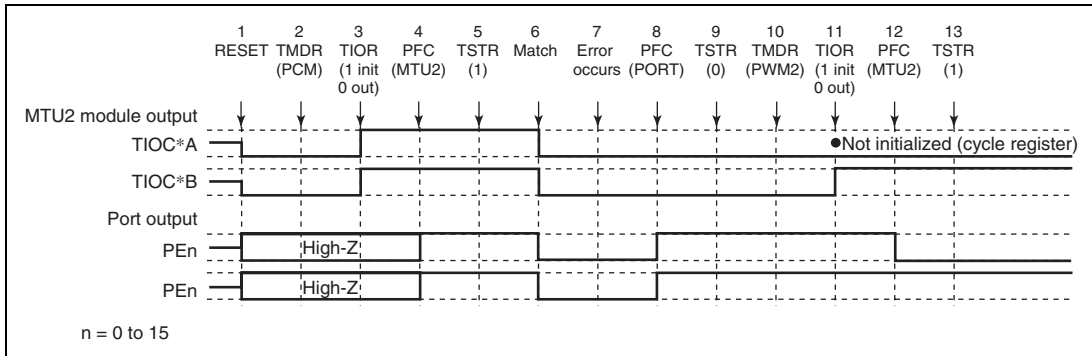 1 2 3 4 5 6 7 8 9 10 11 12 13
RESET TMDR TIOR PFC TSTR Match Error PFC TSTR TMDR TIOR PFC TSTR
(PCM) (1 init (MTU2) (1) occurs (PORT) (0) (PWM2) (1 init (MTU2) (1)
0 out) 0 out)
MTU2 module output
TIOC*A
●Not initialized (cycle register)
TIOC*B
Port output
PEn
High-Z
PEn
High-Z
n = 0 to 15